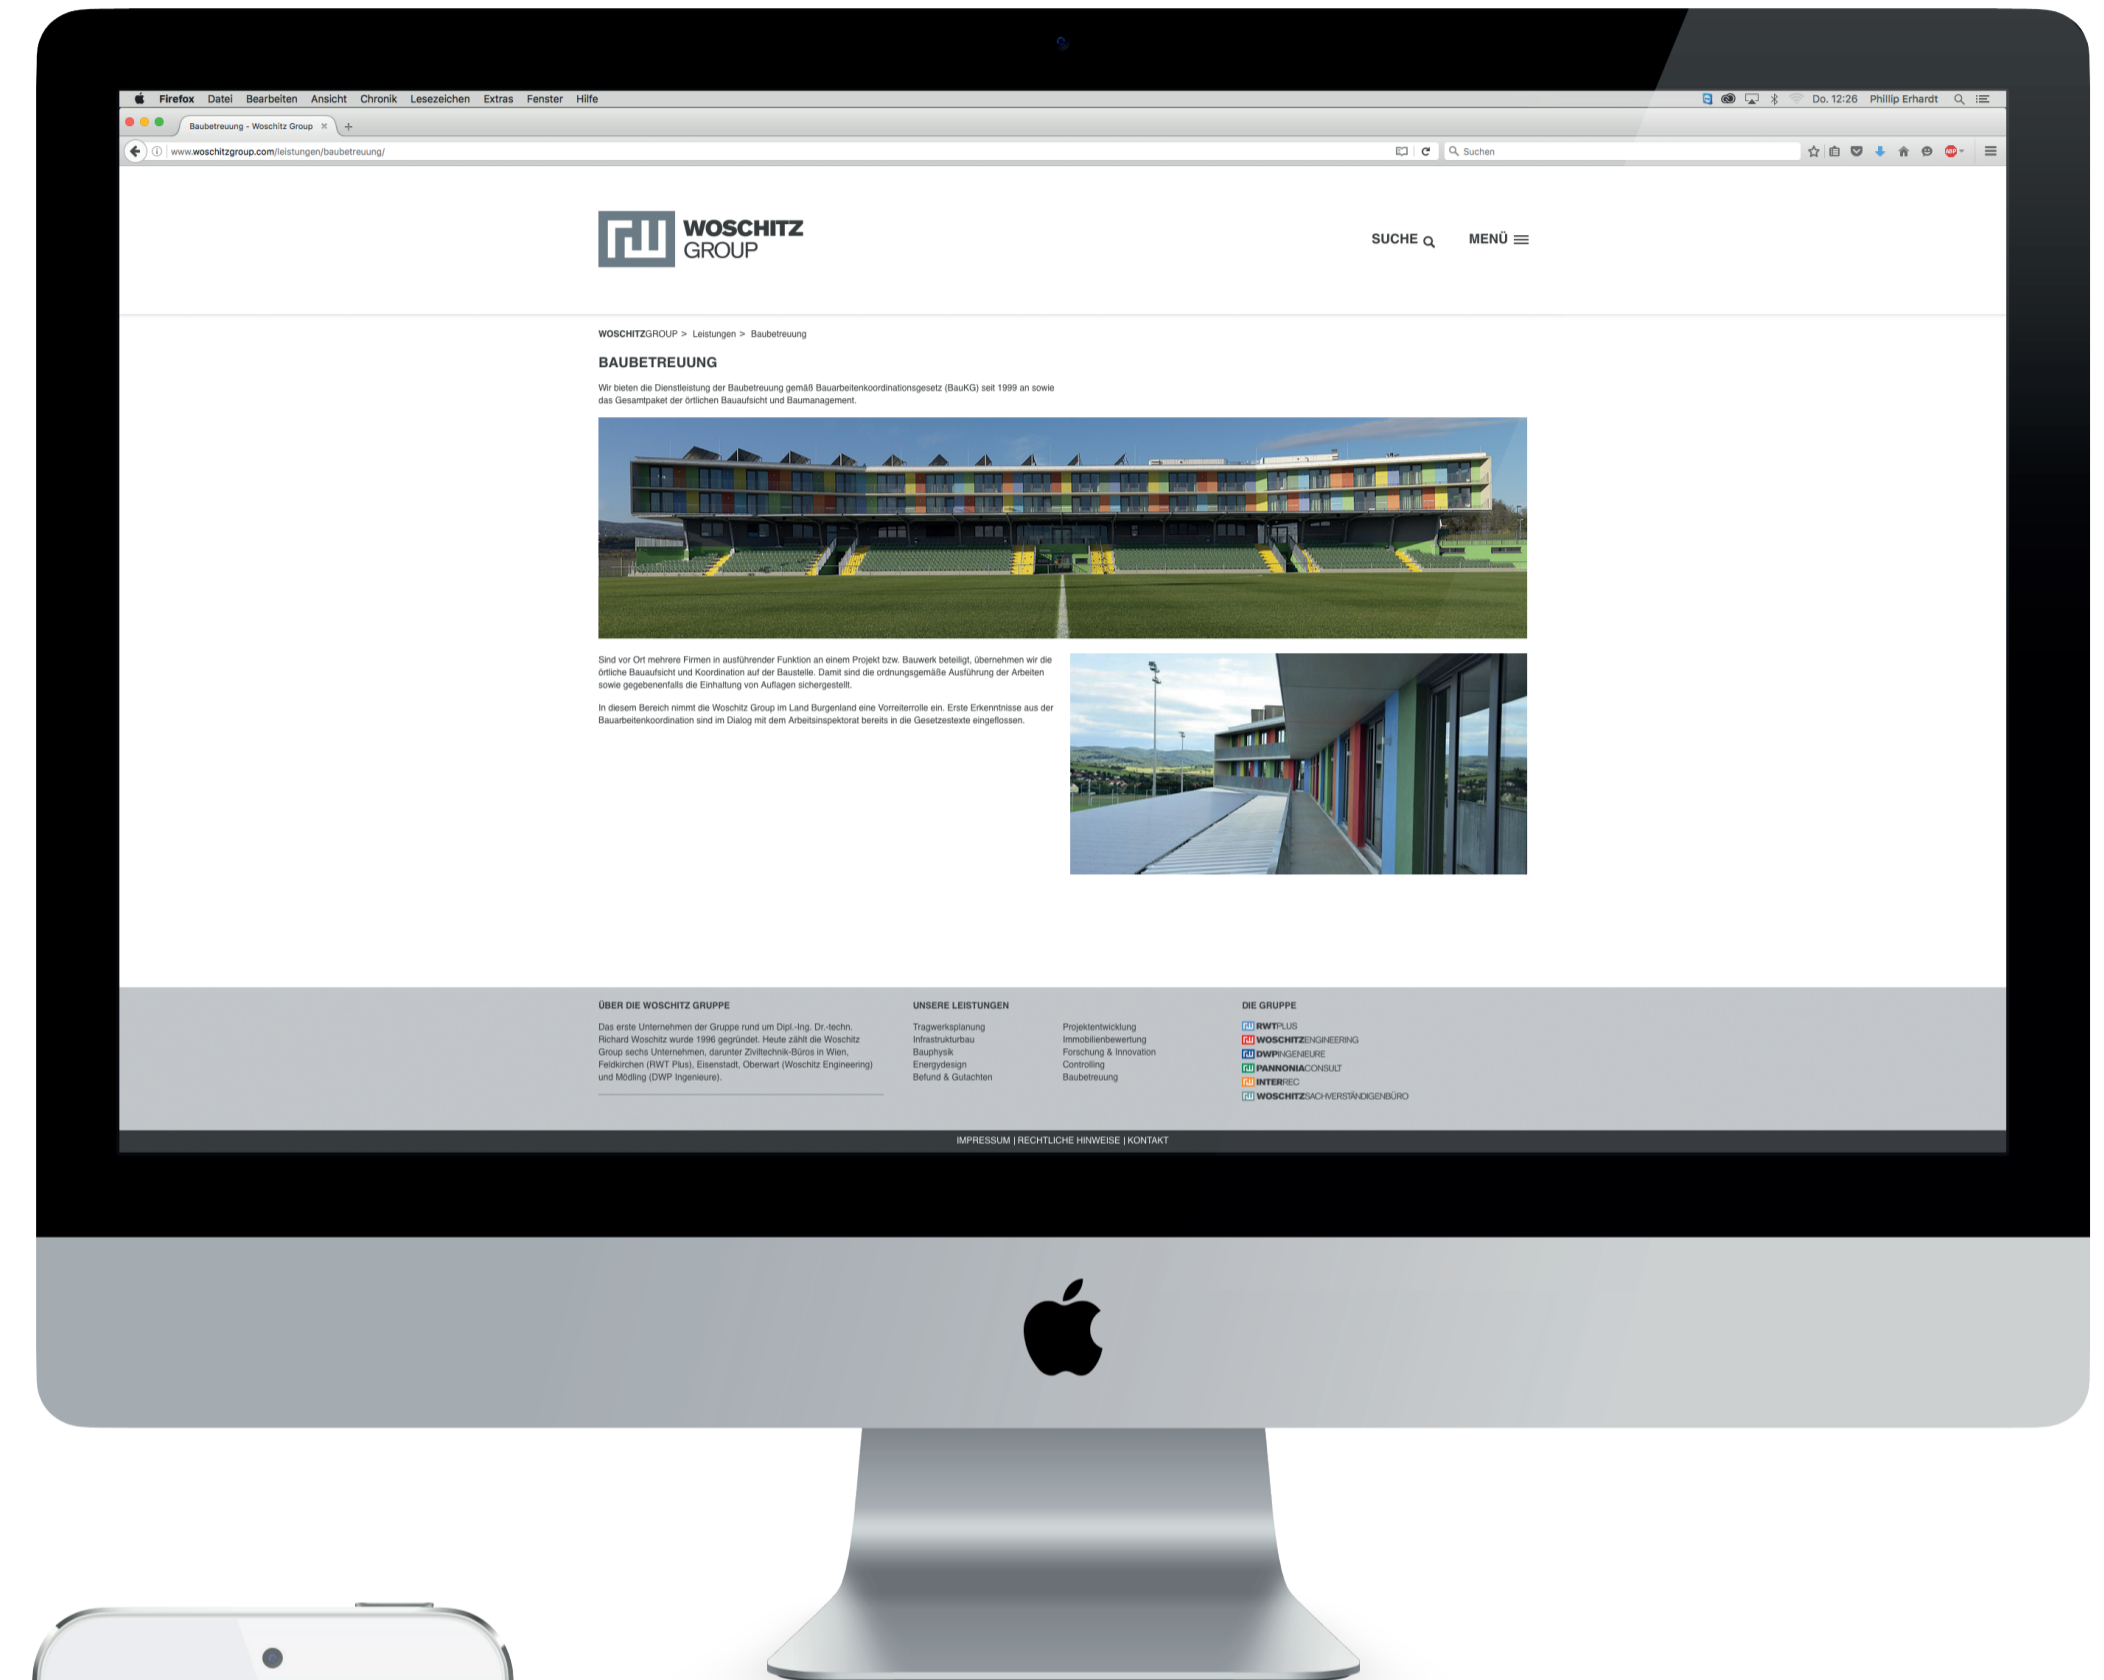 Firefox Datei Bearbeiten Ansicht Chronik Lesezeichen Extras Fenster Hilfe
Do. 12:26 Phillip Erhardt
Baubetreuung - Woschitz Group
www.woschitzgroup.com/leistungen/baubetreuung/
Suchen
ABP
WOSCHITZ
GROUP
SUCHE
MENÜ
WOSCHITZGROUP > Leistungen > Baubetreuung
BAUBETREUUNG
Wir bieten die Dienstleistung der Baubetreuung gemäß Bauarbeitenkoordinationsgesetz (BauKG) seit 1999 an sowie
das Gesamtpaket der örtlichen Bauaufsicht und Baumanagement.
Sind vor Ort mehrere Firmen in ausführender Funktion an einem Projekt bzw. Bauwerk beteiligt, übernehmen wir die
örtliche Bauaufsicht und Koordination auf der Baustelle. Damit sind die ordnungsgemäße Ausführung der Arbeiten
sowie gegebenenfalls die Einhaltung von Auflagen sichergestellt.
In diesem Bereich nimmt die Woschitz Group im Land Burgenland eine Vorreiterrolle ein. Erste Erkenntnisse aus der
Bauarbeitenkoordination sind im Dialog mit dem Arbeitsinspektorat bereits in die Gesetzestexte eingeflossen.
ÜBER DIE WOSCHITZ GRUPPE
Das erste Unternehmen der Gruppe rund um Dipl.-Ing. Dr.-techn.
Richard Woschitz wurde 1996 gegründet. Heute zählt die Woschitz
Group sechs Unternehmen, darunter Ziviltechnik-Büros in Wien,
Feldkirchen (RWT Plus), Eisenstadt, Oberwart (Woschitz Engineering)
und Mödling (DWP Ingenieure).
UNSERE LEISTUNGEN
Tragwerksplanung
Infrastrukturbau
Bauphysik
Energydesign
Befund & Gutachten
Projektentwicklung
Immobilienbewertung
Forschung & Innovation
Controlling
Baubetreuung
DIE GRUPPE
RWTPLUS
WOSCHITZENGINEERING
DWPINGENIEURE
PANNONIACONSULT
INTERREC
WOSCHITZSACHVERSTÄNDIGENBÜRO
IMPRESSUM | RECHTLICHE HINWEISE | KONTAKT